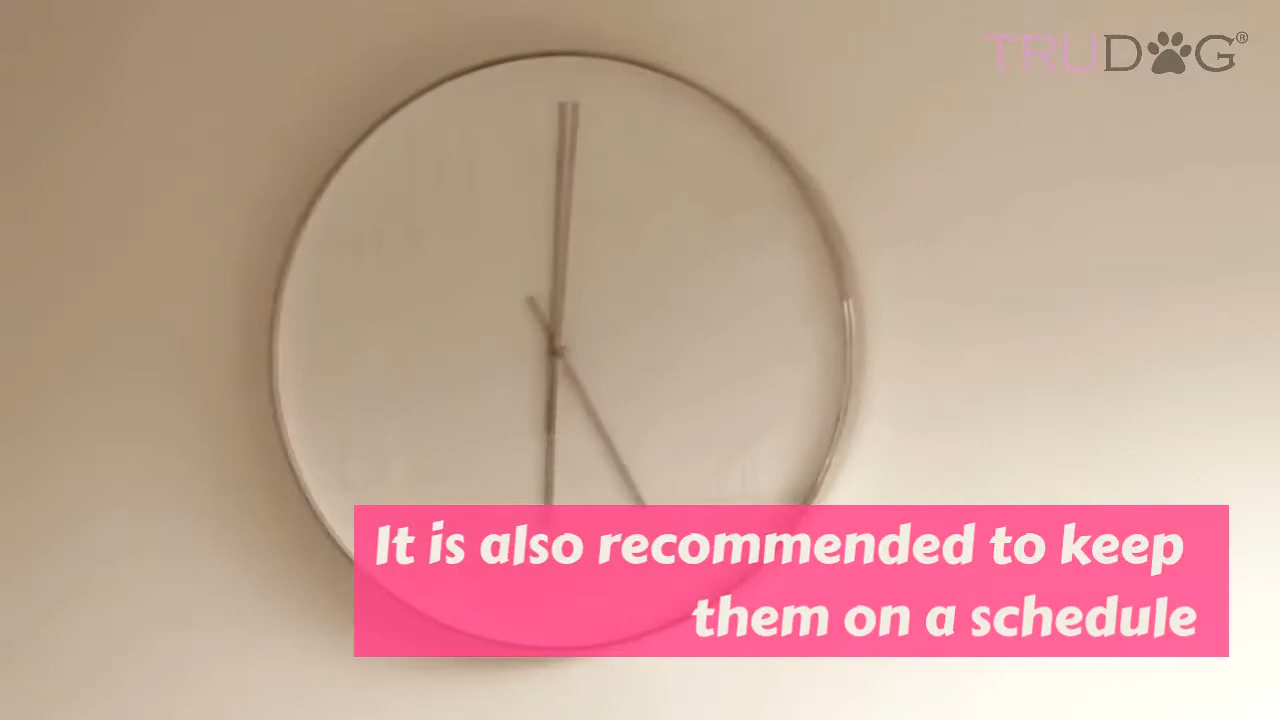 TRUDOG®
It is also recommended to keep
them on a schedule